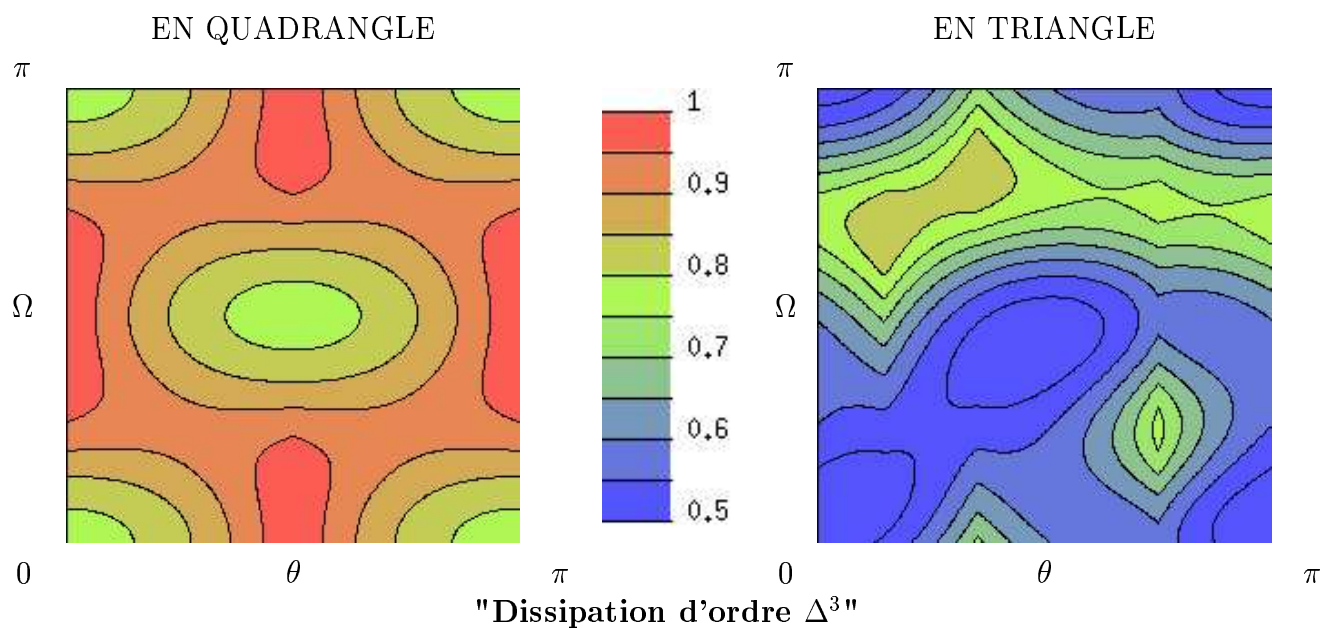 EN QUADRANGLE
EN TRIANGLE
π
π
1
0.9
0.8
0.7
0.6
0.5
Ω
Ω
0
θ
π
0
θ
π
"Dissipation d'ordre Δ³"